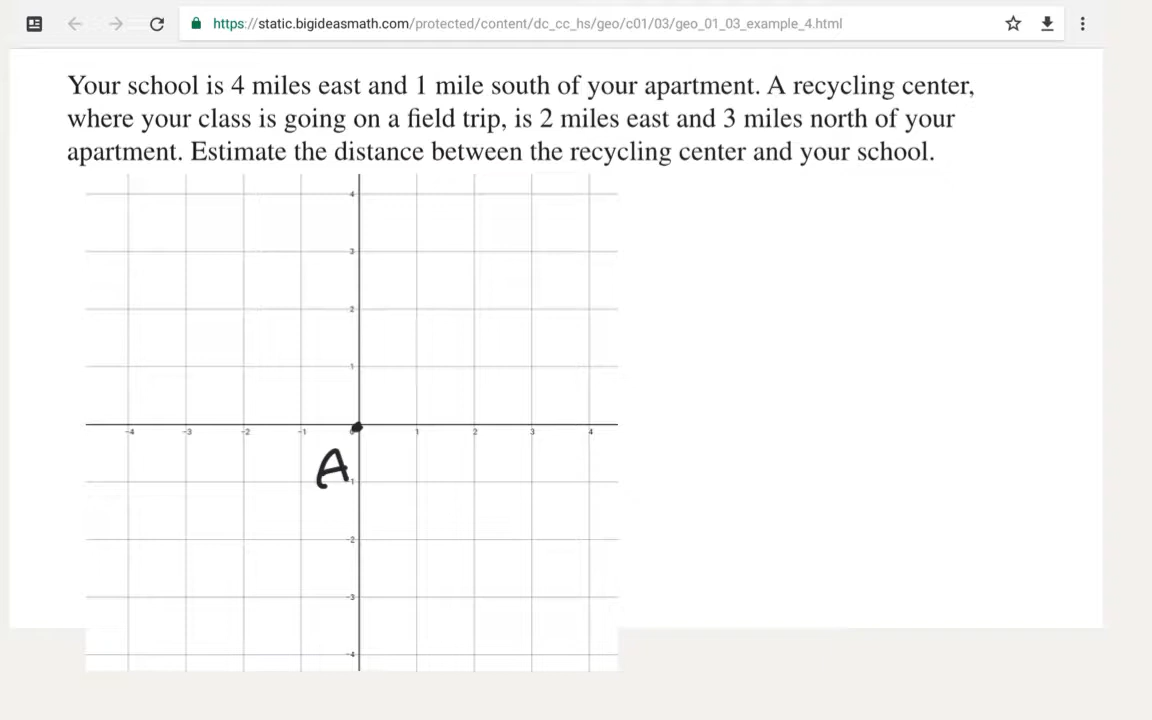 https://static.bigideasmath.com/protected/content/dc_cc_hs/geo/c01/03/geo_01_03_example_4.html
Your school is 4 miles east and 1 mile south of your apartment. A recycling center,
where your class is going on a field trip, is 2 miles east and 3 miles north of your
apartment. Estimate the distance between the recycling center and your school.
4
3
2
1
-4 -3 -2 -1 1 2 3 4
A
-1
-2
-3
-4